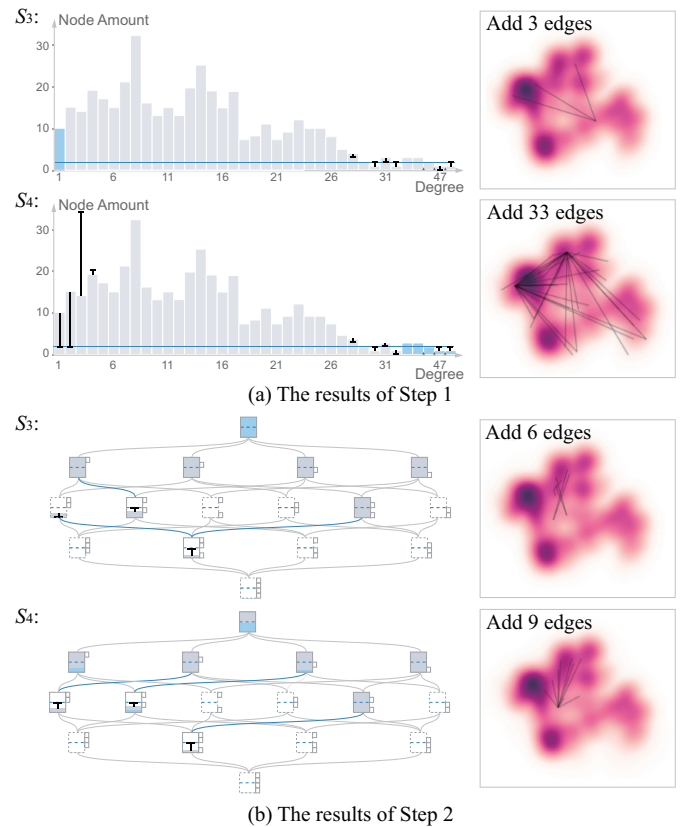 S3:
Node Amount
30
20
10
0
1
6
11
16
21
26
31
47
Degree
Add 3 edges
S4:
Node Amount
30
20
10
0
1
6
11
16
21
26
31
47
Degree
Add 33 edges
(a) The results of Step 1
S3:
Add 6 edges
S4:
Add 9 edges
(b) The results of Step 2